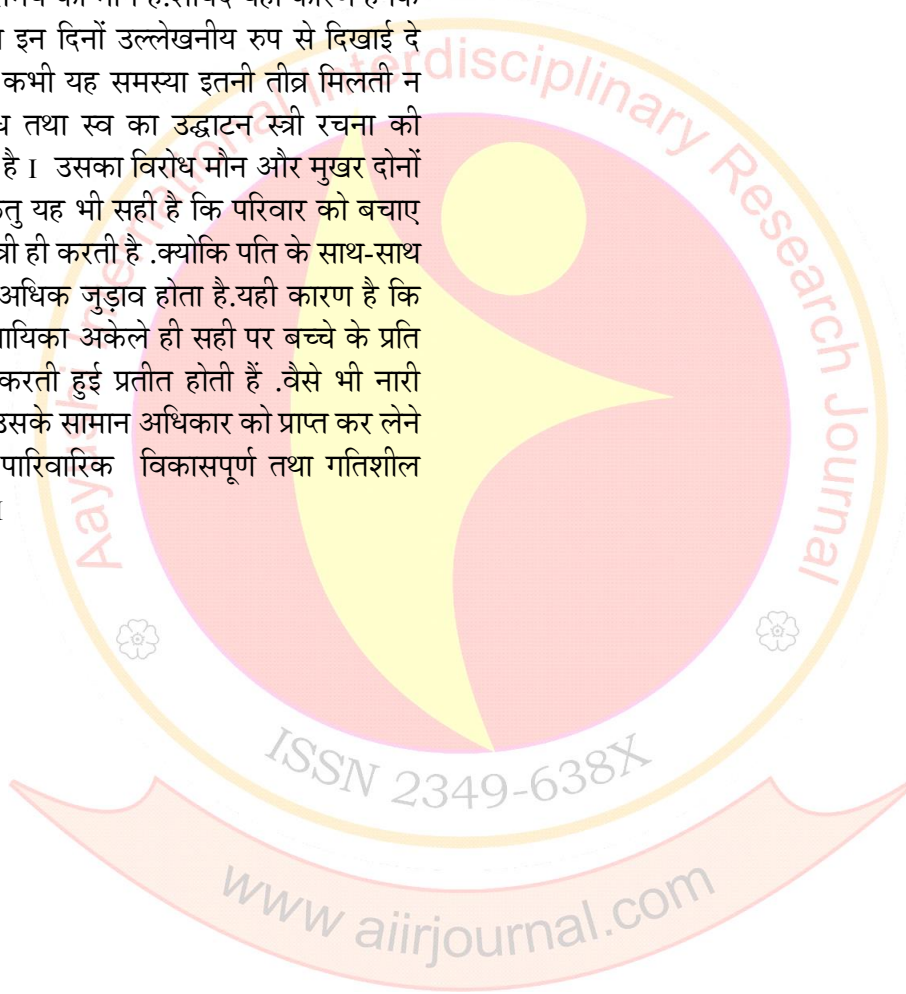 इन दिनों उल्लेखनीय रुप से दिखाई दे
कभी यह समस्या इतनी तीव्र मिलती न
तथा स्व का उद्घाटन स्त्री रचना की
है I उसका विरोध मौन और मुखर दोनों
यह भी सही है कि परिवार को बचाए
ही करती है .क्योकि पति के साथ-साथ
अधिक जुड़ाव होता है.यही कारण है कि
अकेले ही सही पर बच्चे के प्रति
करती हुई प्रतीत होती हैं .वैसे भी नारी
उसके सामान अधिकार को प्राप्त कर लेने
पारिवारिक विकासपूर्ण तथा गतिशील
I
Aayushi International Interdisciplinary Research Journal
ISSN 2349-638X
www aiirjournal.com